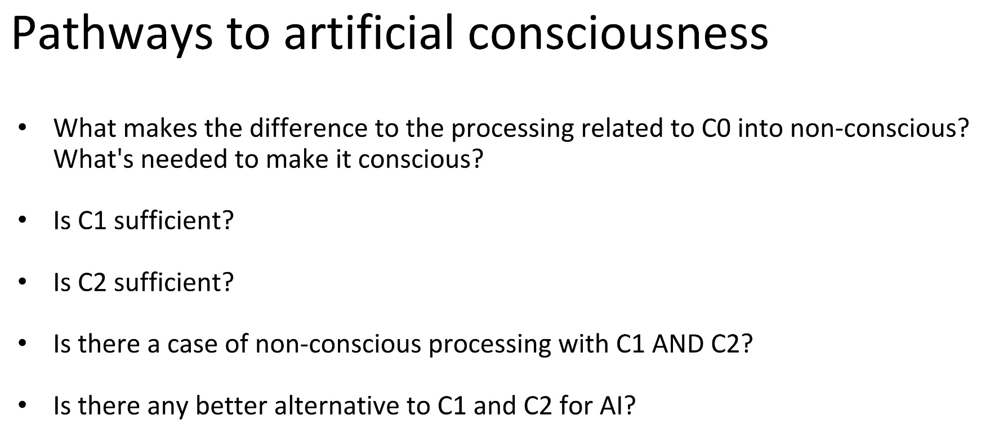 Pathways to artificial consciousness
• What makes the difference to the processing related to C0 into non-conscious?
What's needed to make it conscious?
• Is C1 sufficient?
• Is C2 sufficient?
• Is there a case of non-conscious processing with C1 AND C2?
• Is there any better alternative to C1 and C2 for AI?